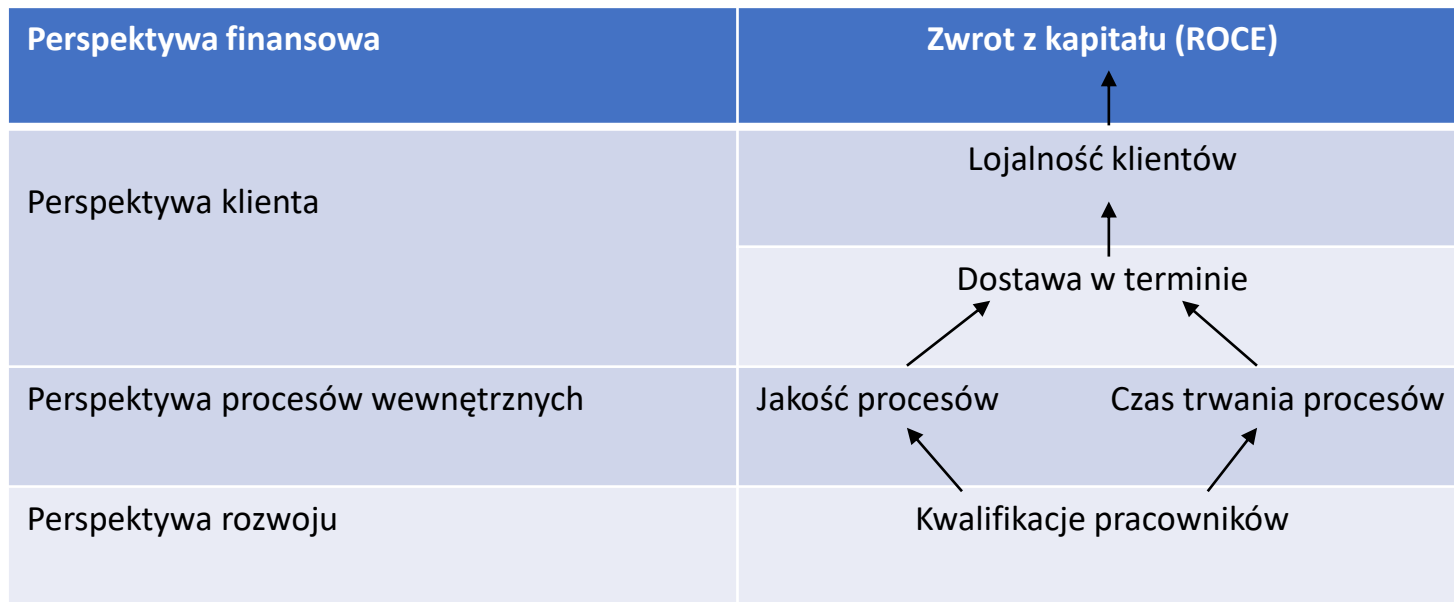 Perspektywa finansowa
Zwrot z kapitału (ROCE)
Perspektywa klienta
Lojalność klientów
Dostawa w terminie
Perspektywa procesów wewnętrznych
Jakość procesów
Czas trwania procesów
Perspektywa rozwoju
Kwalifikacje pracowników